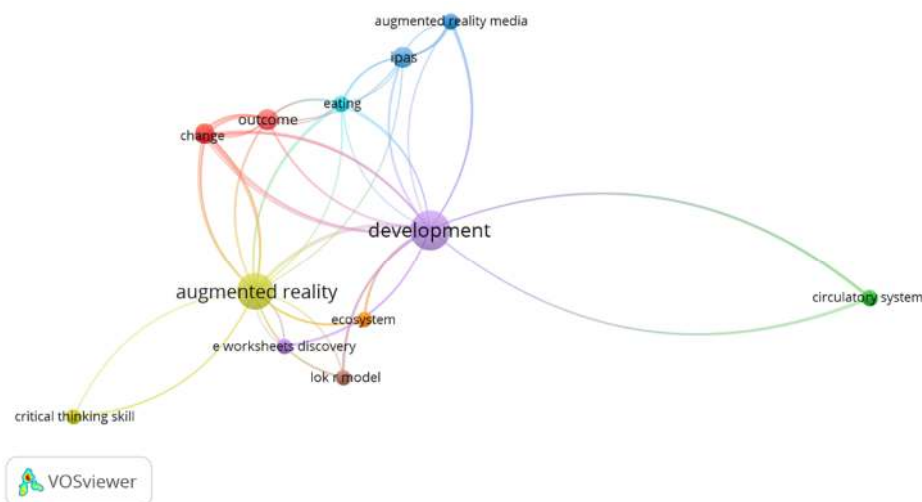 augmented reality media
ipas
eating
outcome
change
development
augmented reality
circulatory system
ecosystem
e worksheets discovery
lok r model
critical thinking skill
VOSviewer